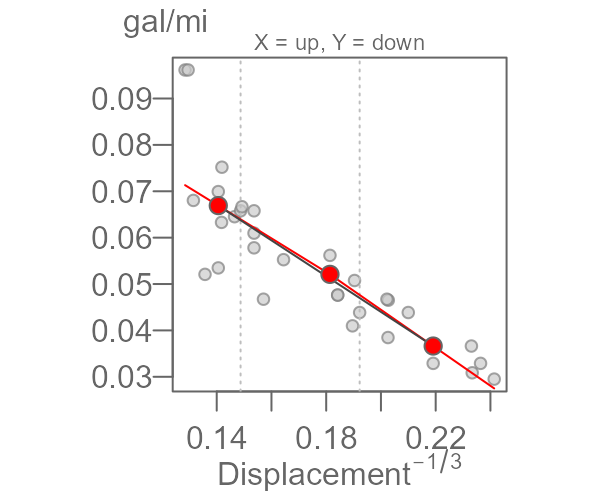 gal/mi
X = up, Y = down
0.09
0.08
0.07
0.06
0.05
0.04
0.03
0.14 0.18 0.22
Displacement⁻¹/³